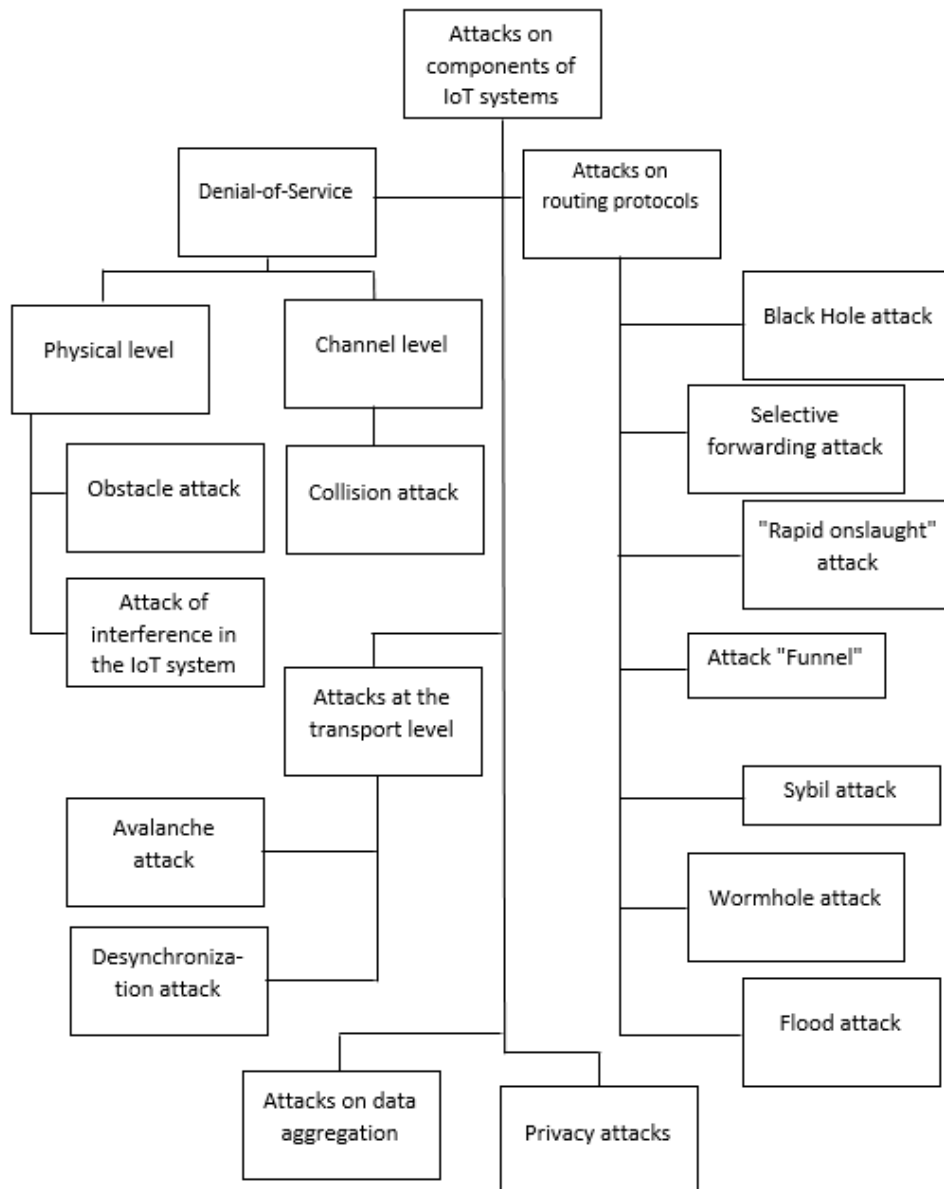 Attacks on
components of
IoT systems
Denial-of-Service
Attacks on
routing protocols
Physical level
Channel level
Black Hole attack
Selective
forwarding attack
Obstacle attack
Collision attack
"Rapid onslaught"
attack
Attack of
interference in
the IoT system
Attack "Funnel"
Attacks at the
transport level
Sybil attack
Avalanche
attack
Wormhole attack
Desynchroniza-
tion attack
Flood attack
Attacks on data
aggregation
Privacy attacks